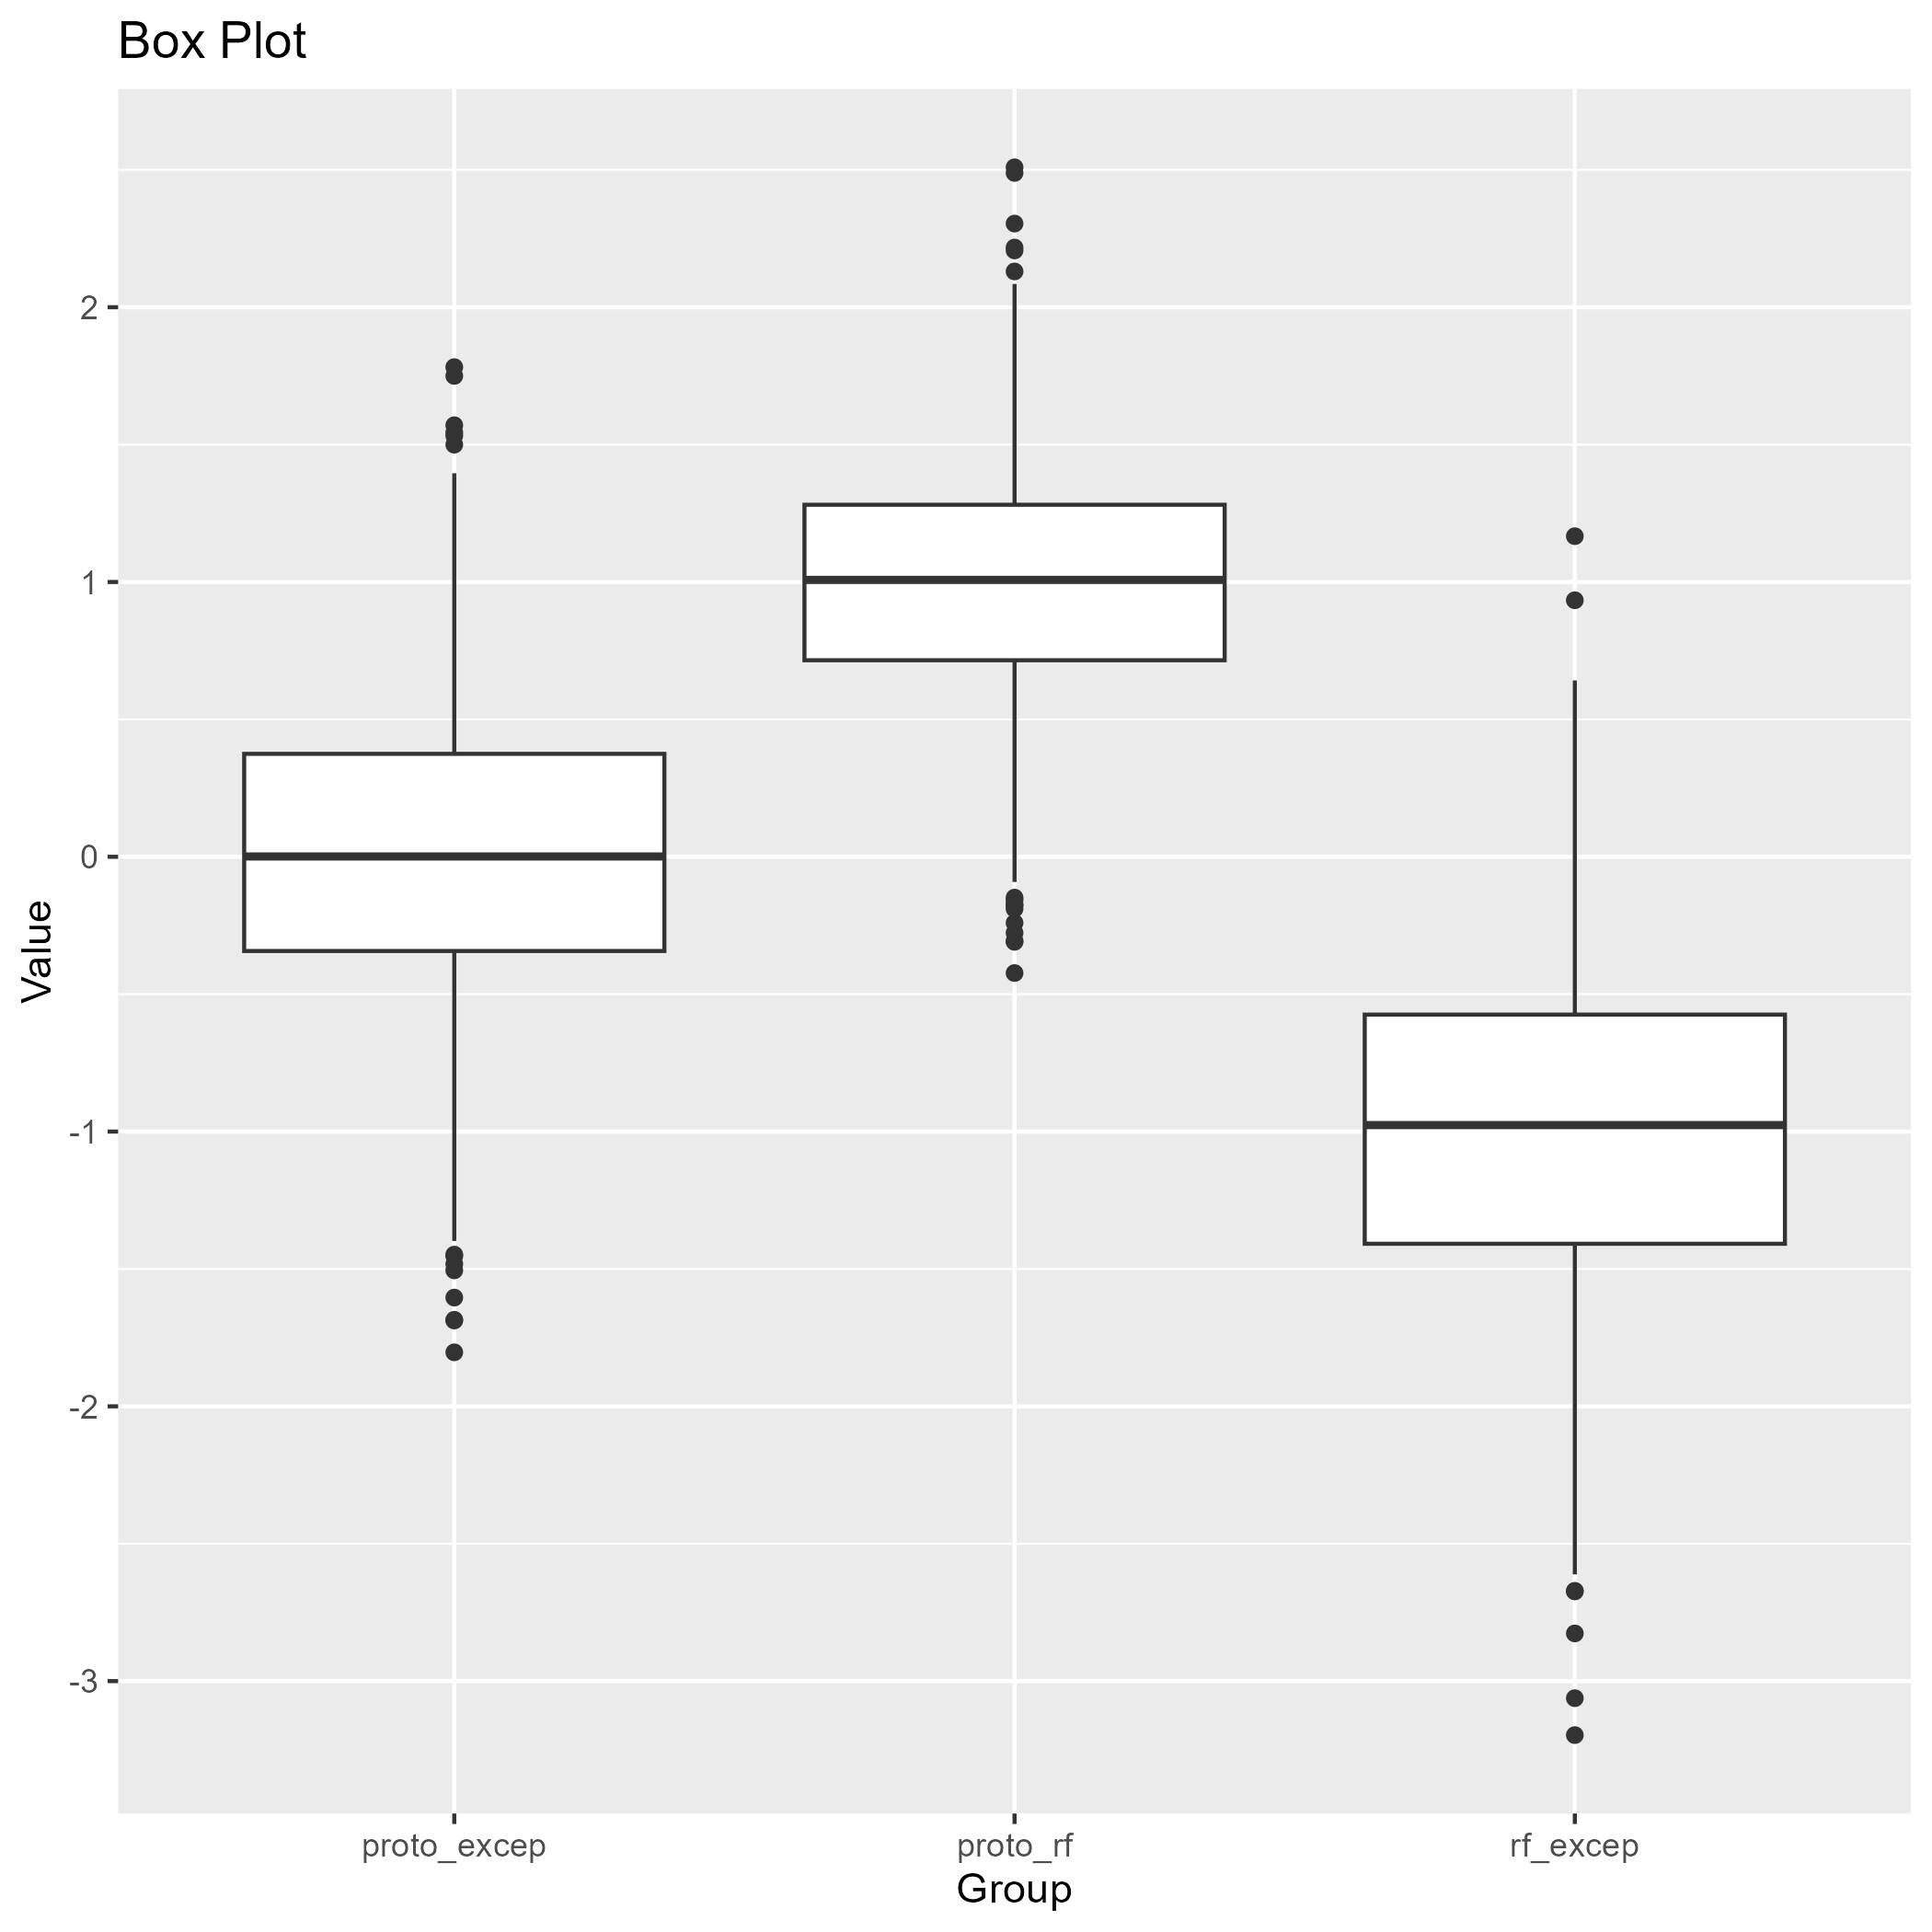 Box Plot
Value
2
1
0
-1
-2
-3
proto_excep
proto_rf
rf_excep
Group